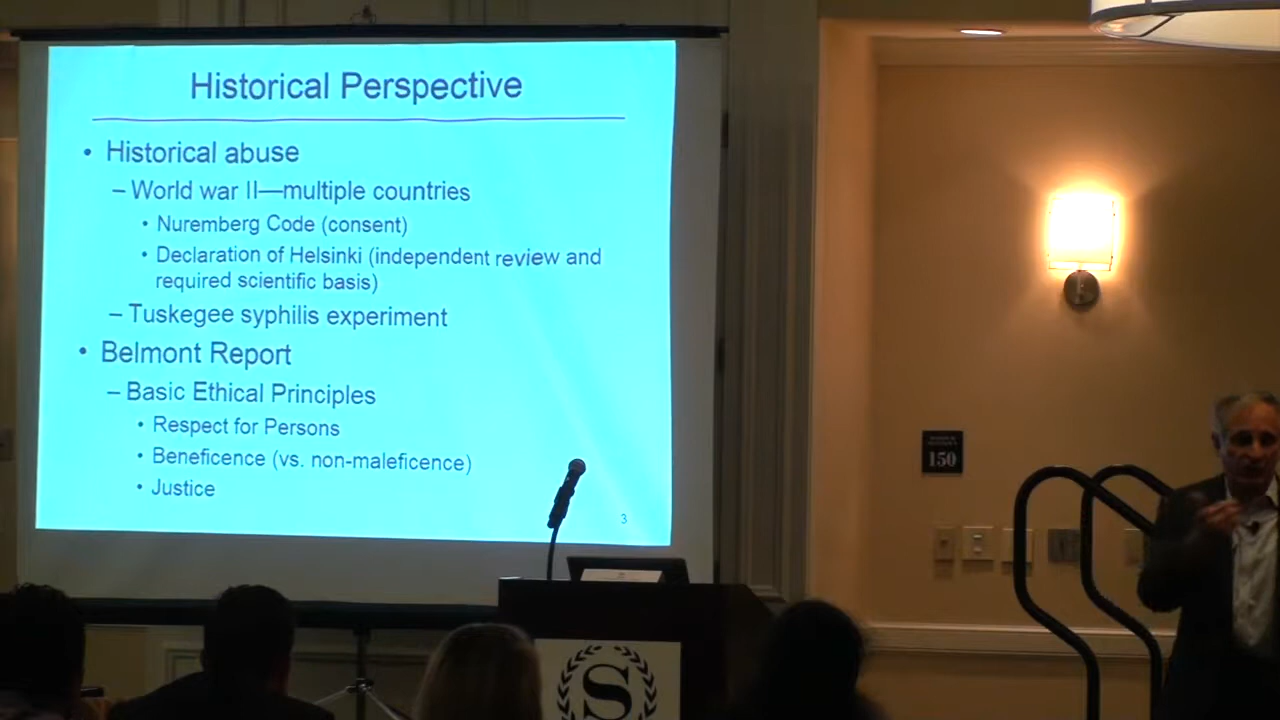 Historical Perspective
• Historical abuse
– World war II—multiple countries
• Nuremberg Code (consent)
• Declaration of Helsinki (independent review and
required scientific basis)
– Tuskegee syphilis experiment
• Belmont Report
– Basic Ethical Principles
• Respect for Persons
• Beneficence (vs. non-maleficence)
• Justice
3
150
S